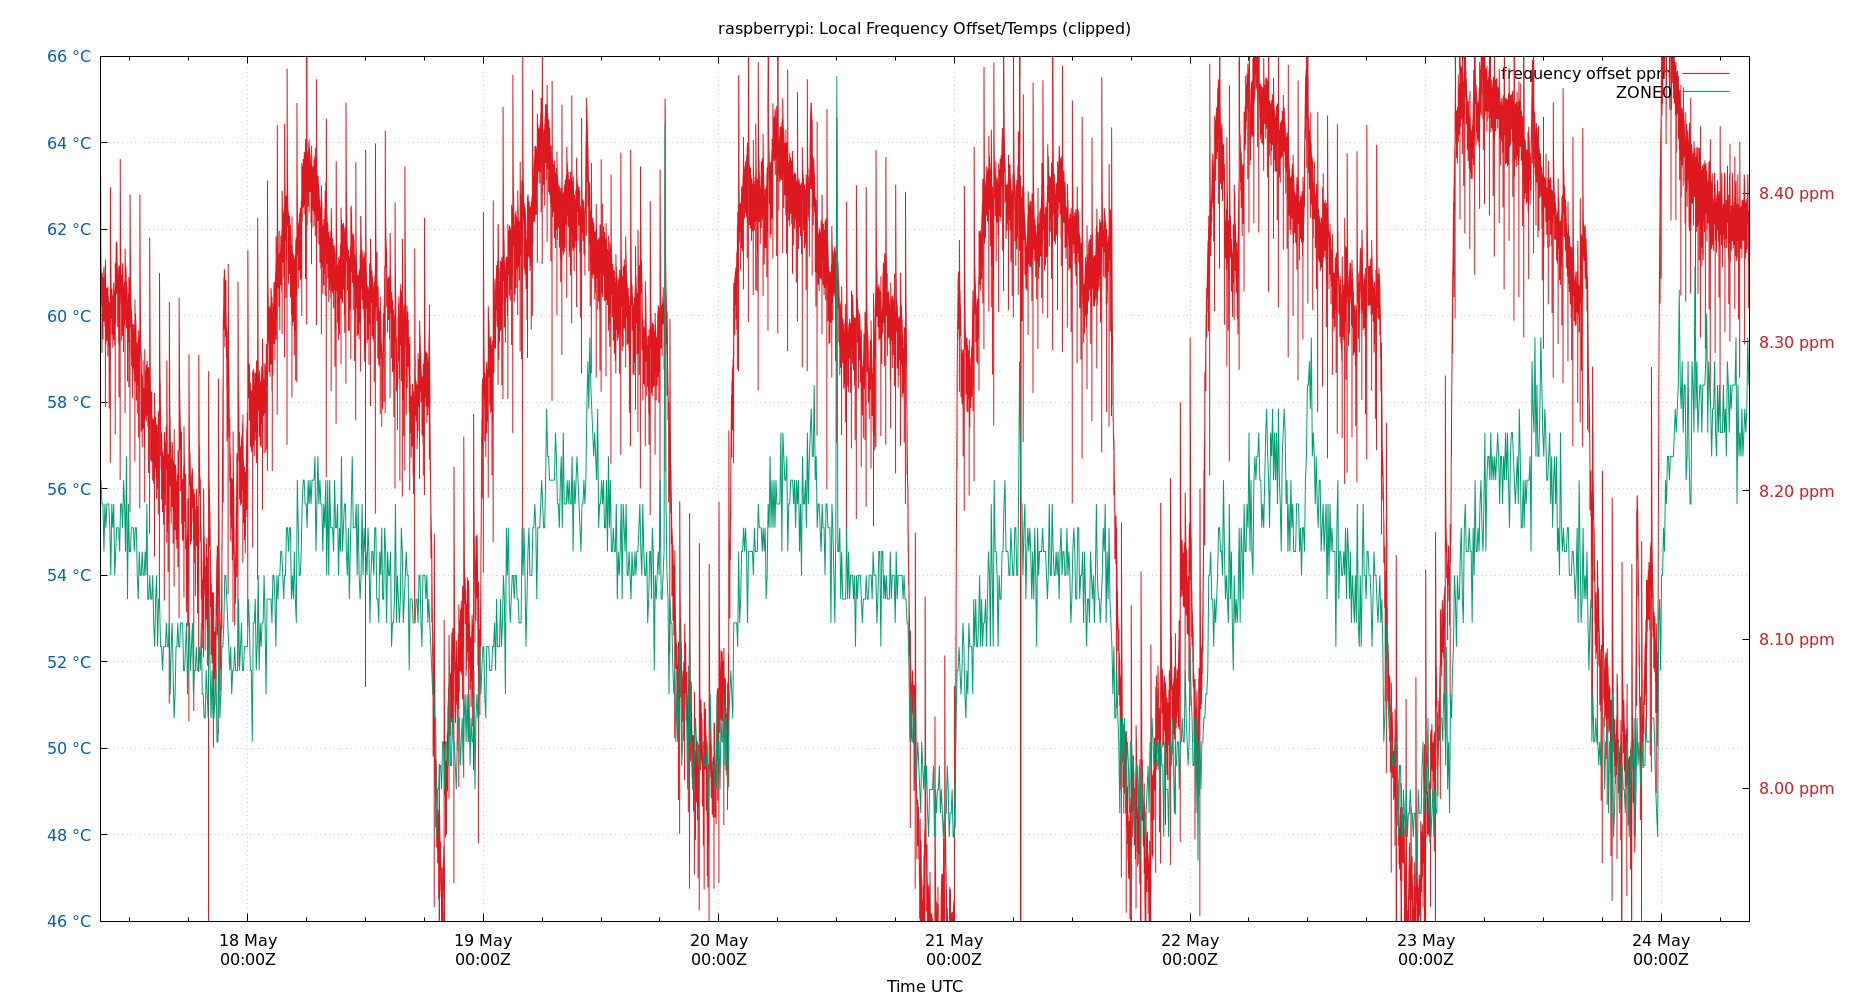 raspberrypi: Local Frequency Offset/Temps (clipped)
66 °C
64 °C
62 °C
60 °C
58 °C
56 °C
54 °C
52 °C
50 °C
48 °C
46 °C
frequency offset ppm
ZONE0
8.40 ppm
8.30 ppm
8.20 ppm
8.10 ppm
8.00 ppm
18 May
00:00Z
19 May
00:00Z
20 May
00:00Z
21 May
00:00Z
22 May
00:00Z
23 May
00:00Z
24 May
00:00Z
Time UTC